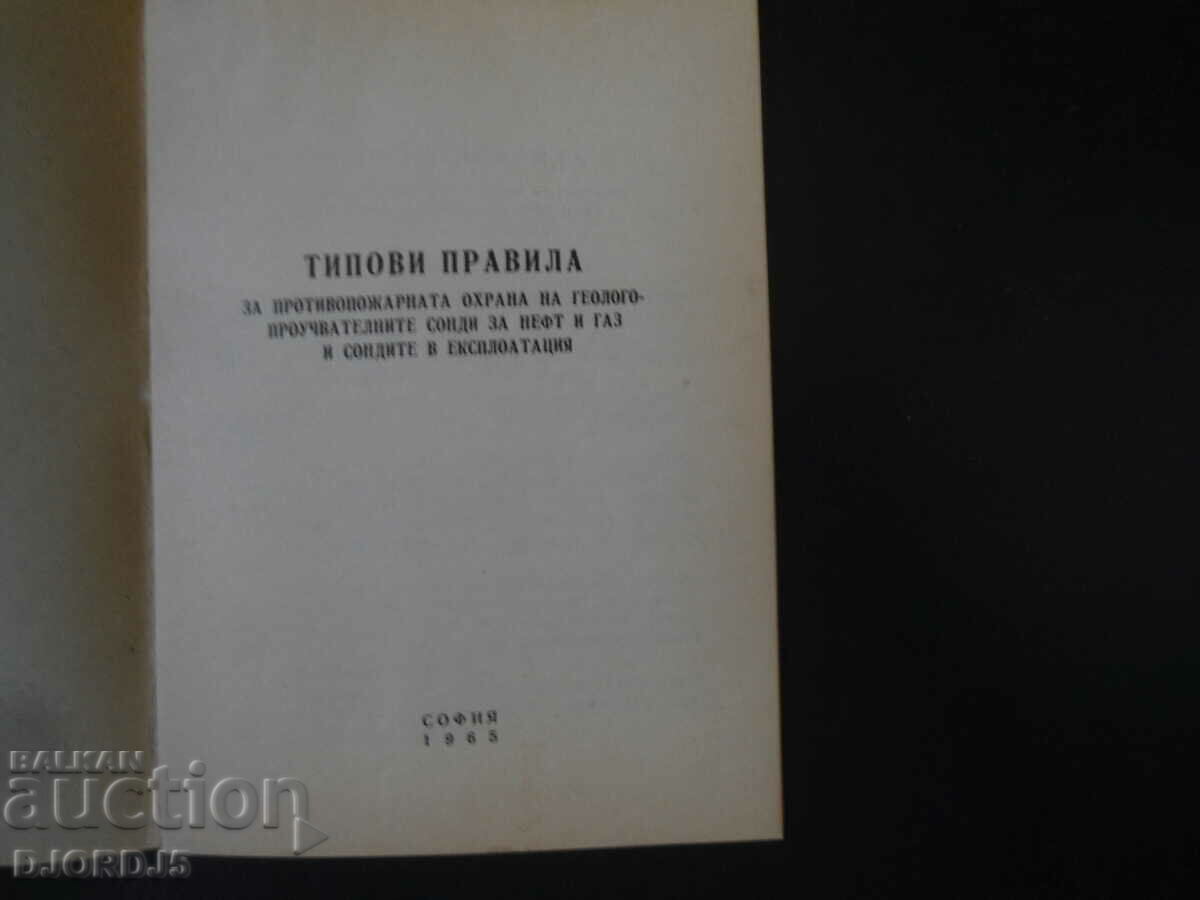 ТИПОВИ ПРАВИЛА
ЗА ПРОТИВОПОЖАРНАТА ОХРАНА НА ГЕОЛОГО-
ПРОУЧВАТЕЛНИТЕ СОНДИ ЗА НЕФТ И ГАЗ
И СОНДИТЕ В ЕКСПЛОАТАЦИЯ
СОФИЯ
1965
BALKAN
auction
DJORDJ5